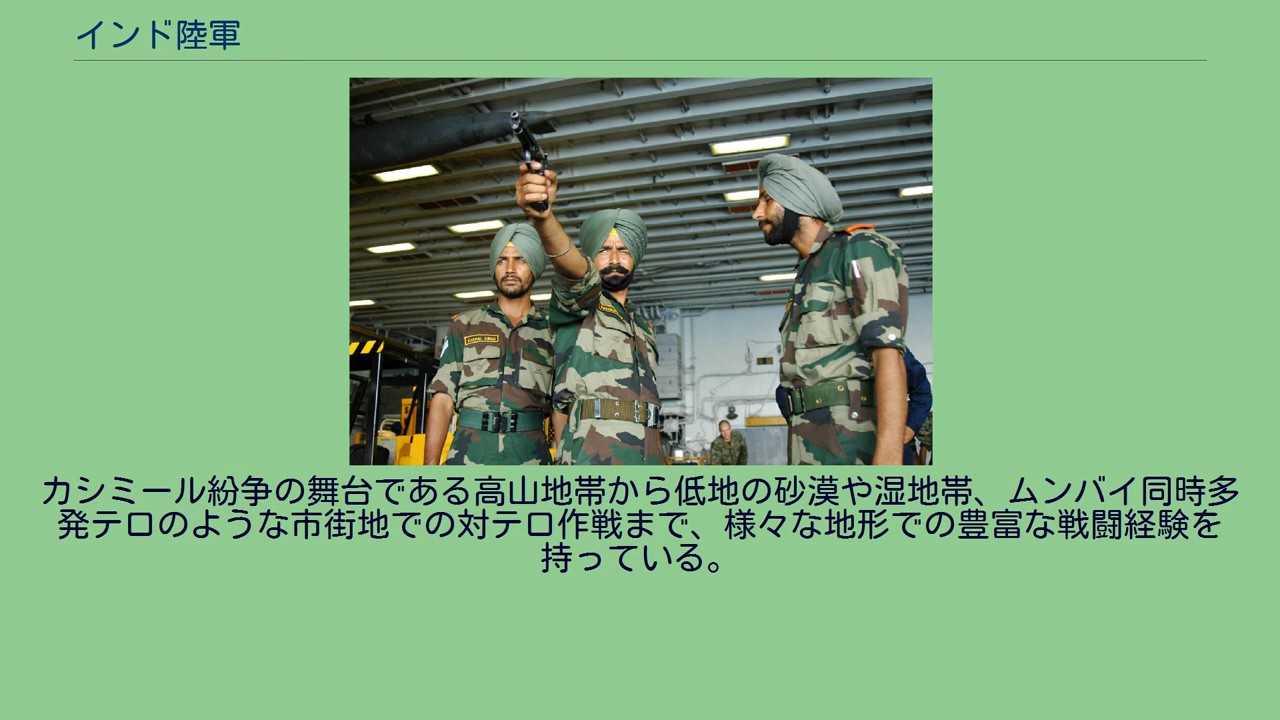 インド陸軍
カシミール紛争の舞台である高山地帯から低地の砂漠や湿地帯、ムンバイ同時多
発テロのような市街地での対テロ作戦まで、様々な地形での豊富な戦闘経験を
持っている。